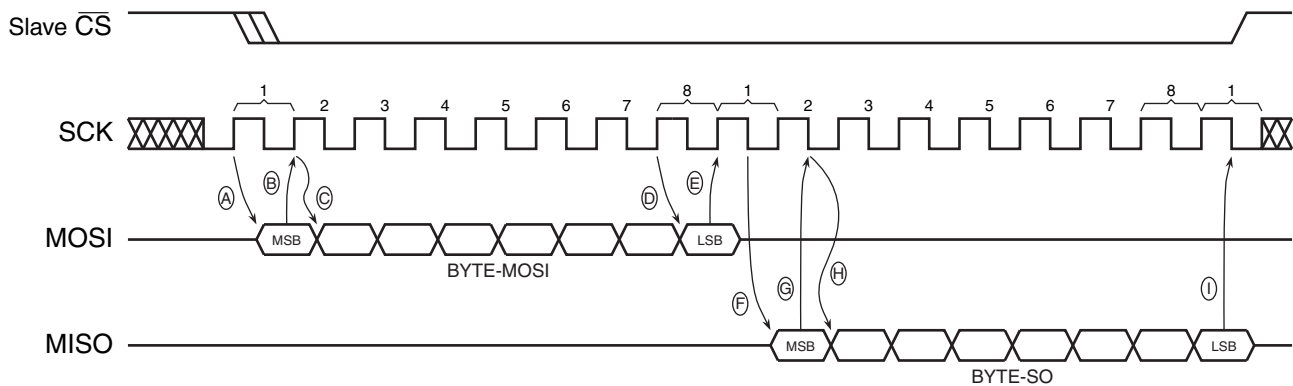 Slave CS
1 2 3 4 5 6 7 8 1 2 3 4 5 6 7 8 1
SCK
A B C D E
MOSI MSB LSB
BYTE-MOSI
F G H I
MISO MSB LSB
BYTE-SO